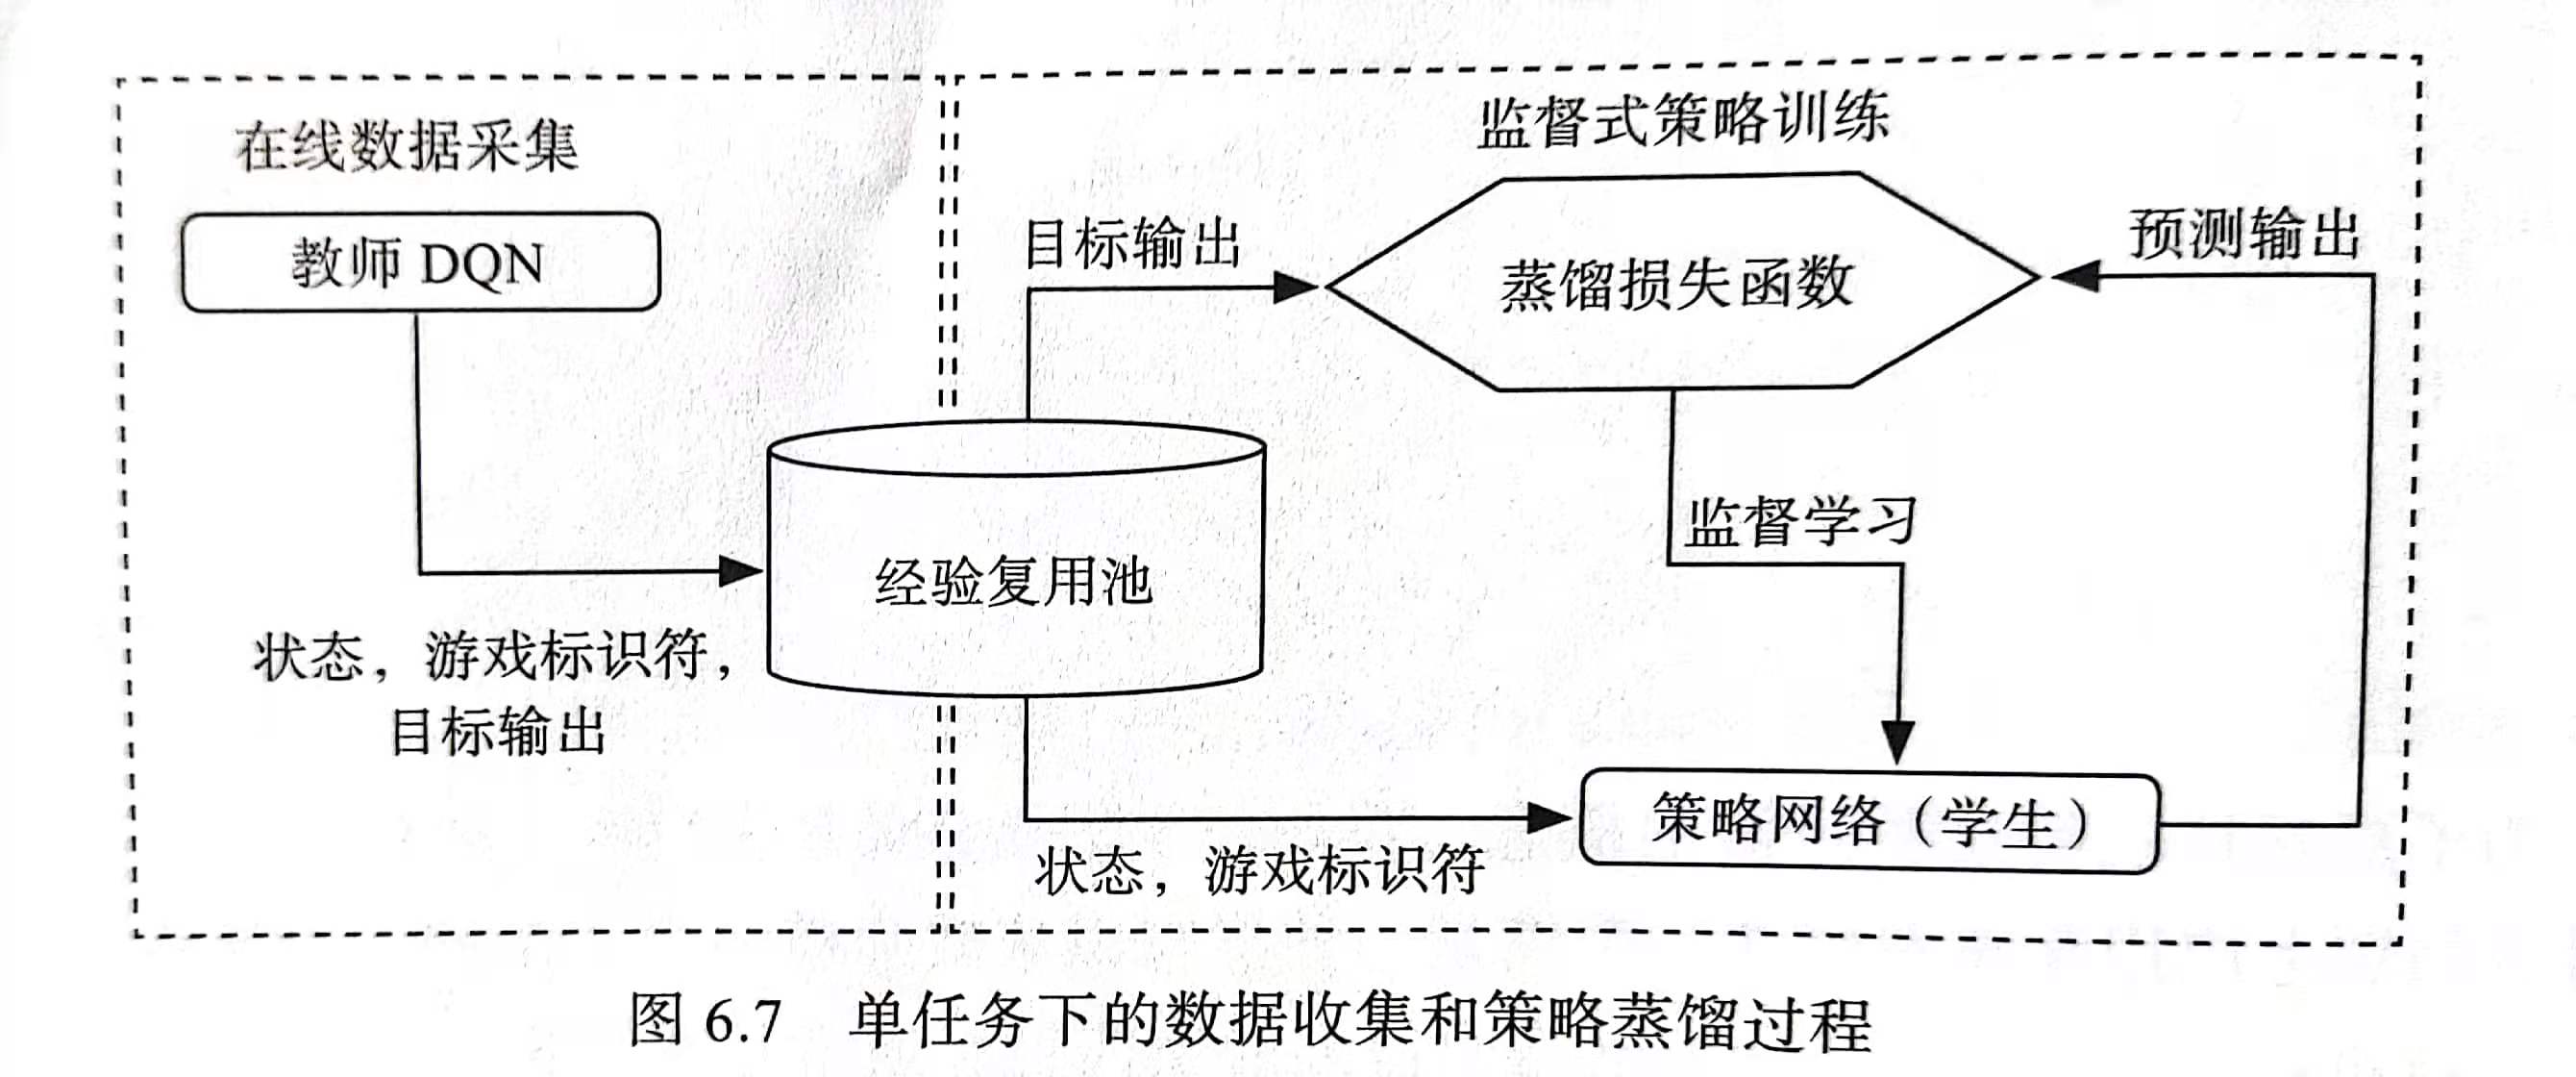 在线数据采集
监督式策略训练
教师 DQN
目标输出
蒸馏损失函数
预测输出
经验复用池
监督学习
状态，游戏标识符，
目标输出
状态，游戏标识符
策略网络（学生）
图 6.7 单任务下的数据收集和策略蒸馏过程